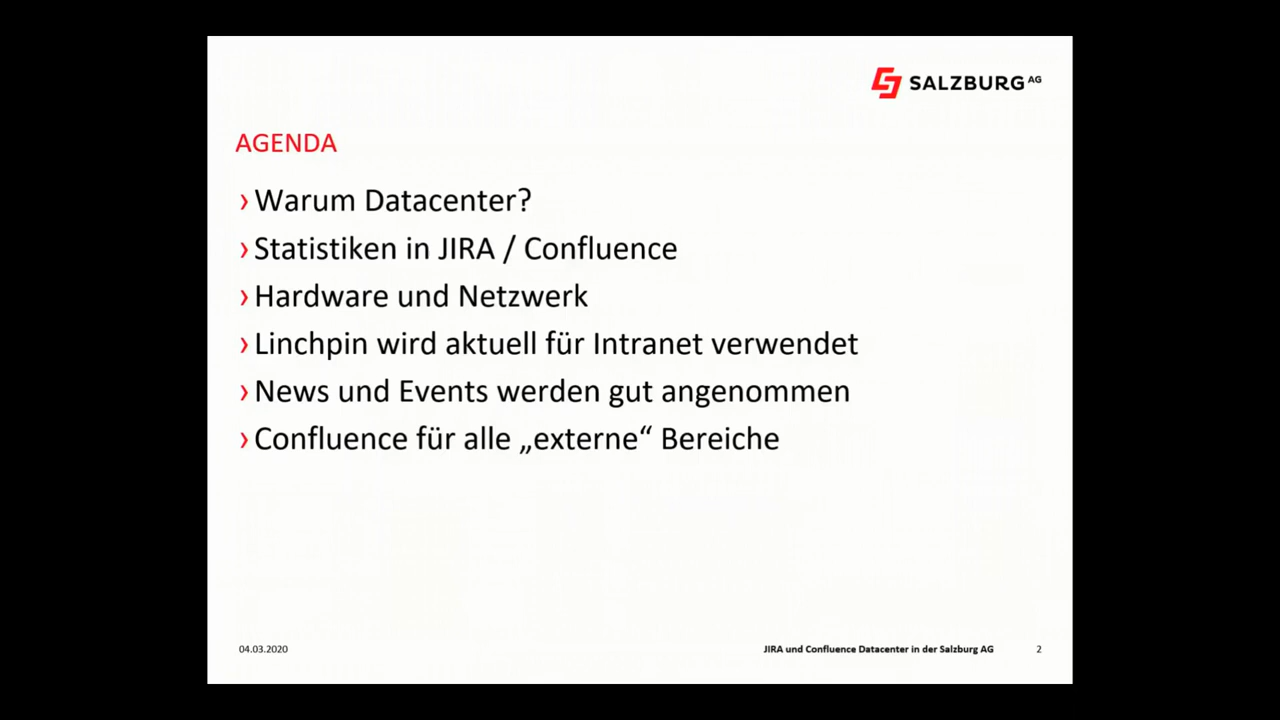 SALZBURG AG
AGENDA
› Warum Datacenter?
› Statistiken in JIRA / Confluence
› Hardware und Netzwerk
› Linchpin wird aktuell für Intranet verwendet
› News und Events werden gut angenommen
› Confluence für alle „externe“ Bereiche
04.03.2020 JIRA und Confluence Datacenter in der Salzburg AG 2